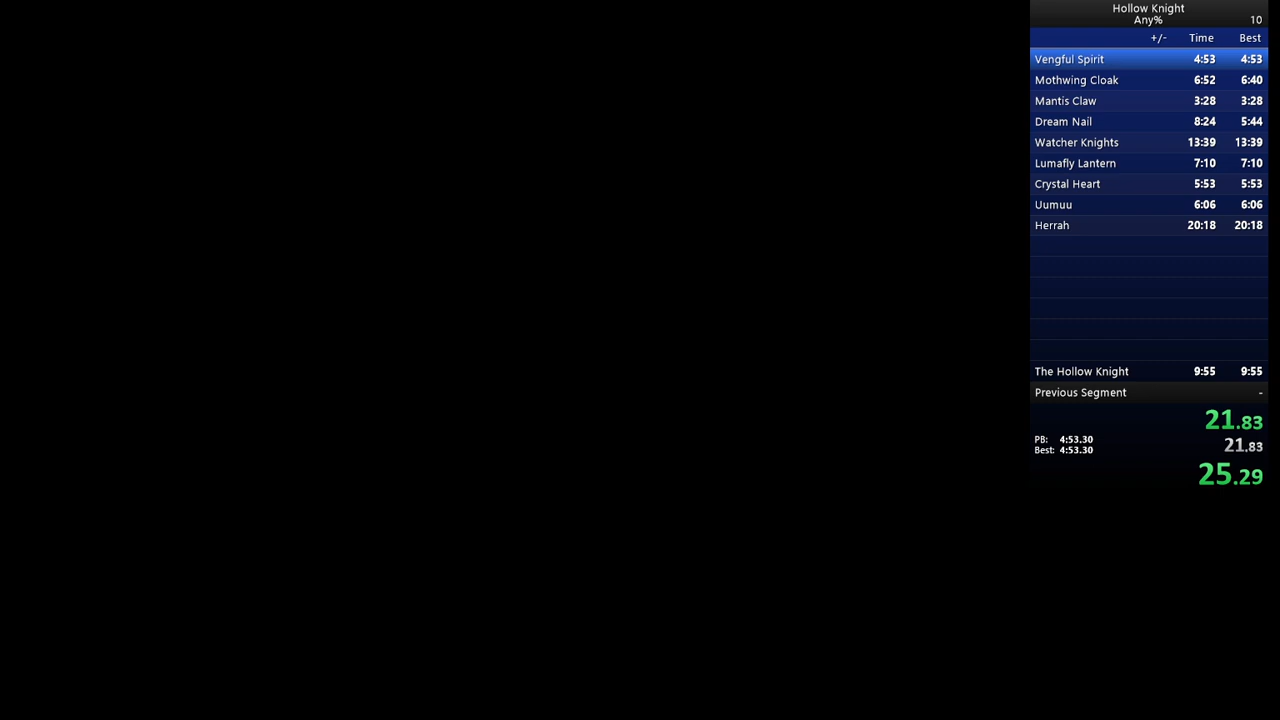 Hollow Knight
Any% 10
+/- Time Best
Vengful Spirit 4:53 4:53
Mothwing Cloak 6:52 6:40
Mantis Claw 3:28 3:28
Dream Nail 8:24 5:44
Watcher Knights 13:39 13:39
Lumafly Lantern 7:10 7:10
Crystal Heart 5:53 5:53
Uumuu 6:06 6:06
Herrah 20:18 20:18
The Hollow Knight 9:55 9:55
Previous Segment -
21.83
PB: 4:53.30 21.83
Best: 4:53.30
25.29